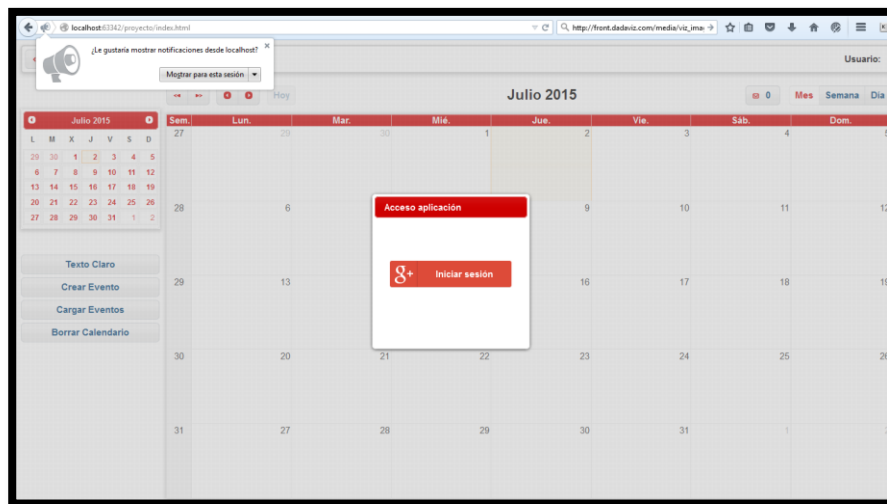 localhost:63342/proyecto/index.html
http://front.dadaviz.com/media/viz_ima
¿Le gustaría mostrar notificaciones desde localhost?
Mostrar para esta sesión
Usuario:
Hoy
Julio 2015
0
Mes Semana Día
Julio 2015
L M X J V S D
29 30 1 2 3 4 5
6 7 8 9 10 11 12
13 14 15 16 17 18 19
20 21 22 23 24 25 26
27 28 29 30 31 1 2
Texto Claro
Crear Evento
Cargar Eventos
Borrar Calendario
Sem. Lun. Mar. Mié. Jue. Vie. Sáb. Dom.
27 29 30 1 2 3 4 5
28 6 9 10 11 12
29 13 16 17 18 19
30 20 21 22 23 24 25 26
31 27 28 29 30 31 1
Acceso aplicación
g+ Iniciar sesión